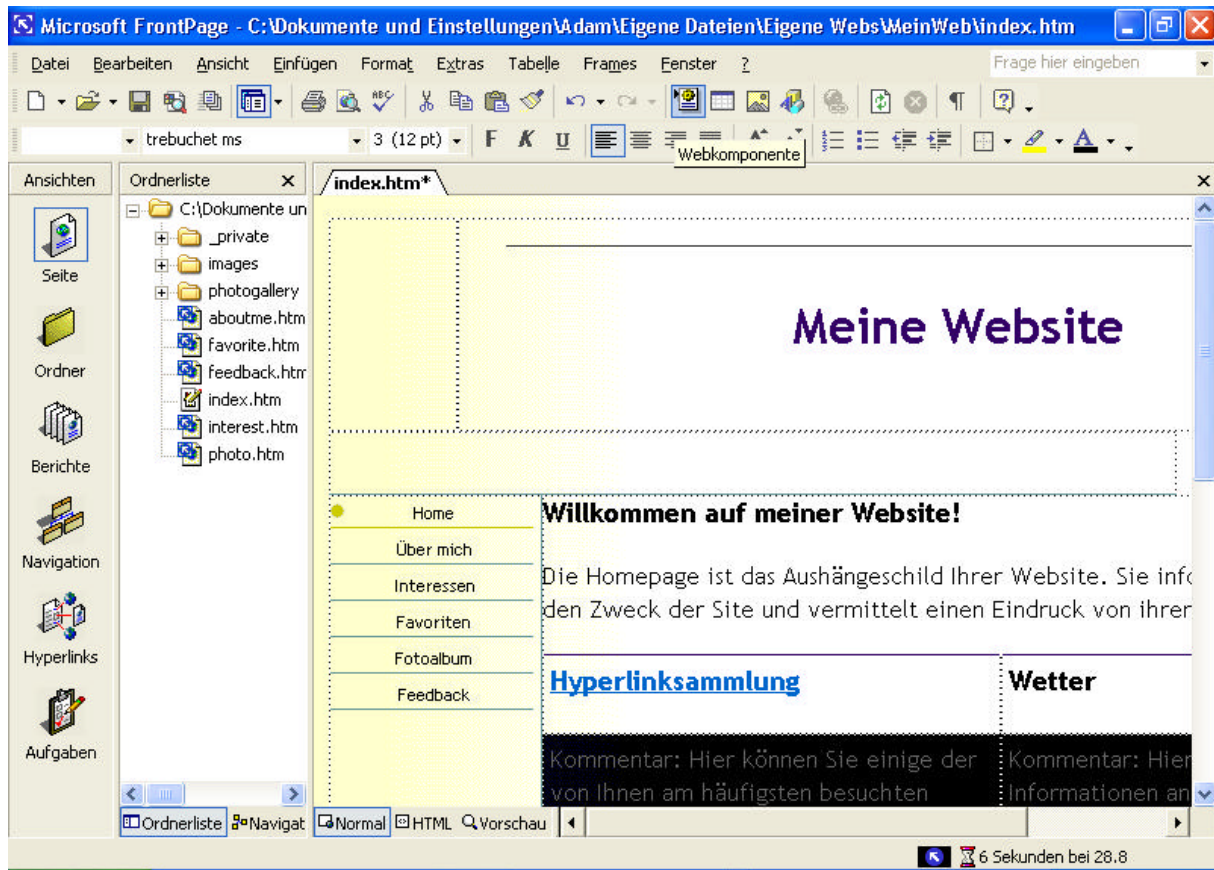 Microsoft FrontPage - C:\Dokumente und Einstellungen\Adam\Eigene Dateien\Eigene Webs\MeinWeb\index.htm
Datei Bearbeiten Ansicht Einfügen Format Extras Tabelle Frames Fenster ? Frage hier eingeben
ABC
trebuchet ms 3 (12 pt) F K U A
Webkomponente
Ansichten
Seite
Ordner
Berichte
Navigation
Hyperlinks
Aufgaben
Ordnerliste
C:\Dokumente un
_private
images
photogallery
aboutme.htm
favorite.htm
feedback.htm
index.htm
interest.htm
photo.htm
Ordnerliste Navigat
index.htm*
Meine Website
Home
Über mich
Interessen
Favoriten
Fotoalbum
Feedback
Willkommen auf meiner Website!
Die Homepage ist das Aushängeschild Ihrer Website. Sie info
den Zweck der Site und vermittelt einen Eindruck von ihrer
Hyperlinksammlung
Kommentar: Hier können Sie einige der
von Ihnen am häufigsten besuchten
Wetter
Kommentar: Hier
Informationen an
Normal HTML Vorschau
6 Sekunden bei 28.8